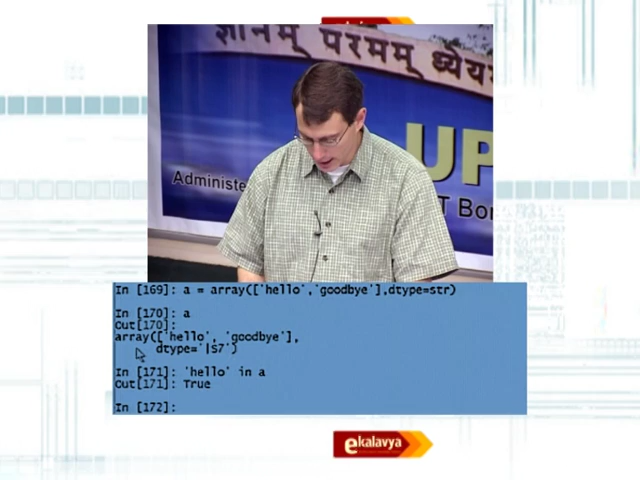 ज्ञानम् परमम् ध्येय
UP
Administe
T Bor
In [169]: a = array(['hello','goodbye'],dtype=str)
In [170]: a
Out[170]:
array(['hello', 'goodbye'],
dtype='|S7')
In [171]: 'hello' in a
Out[171]: True
In [172]:
ekalavya